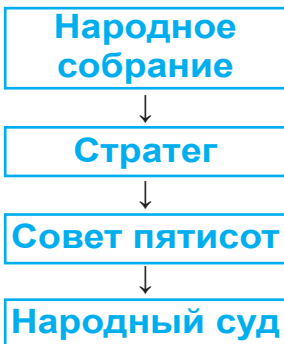 Народное
собрание
↓
Стратег
↓
Совет пятисот
↓
Народный суд